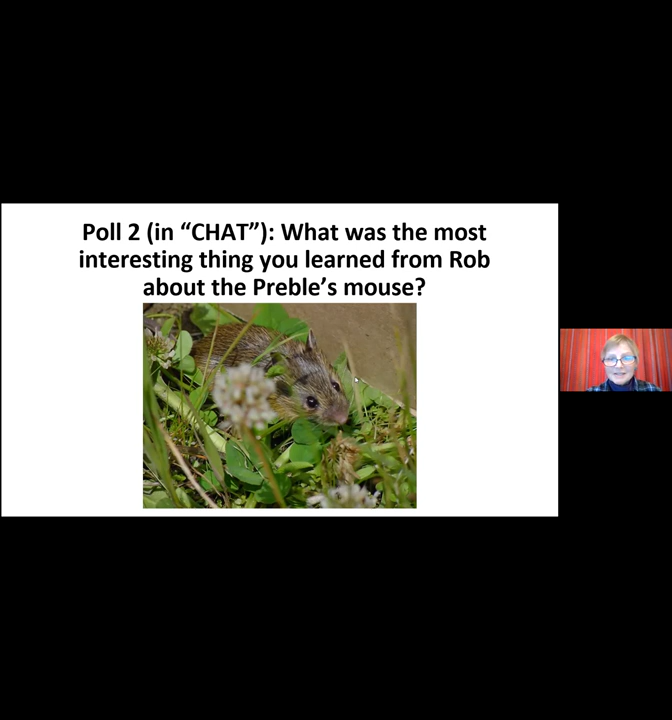 Poll 2 (in “CHAT”): What was the most
interesting thing you learned from Rob
about the Preble’s mouse?